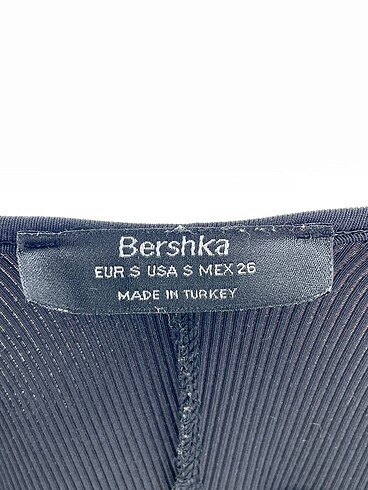 Bershka
EUR S USA S MEX 26
MADE IN TURKEY